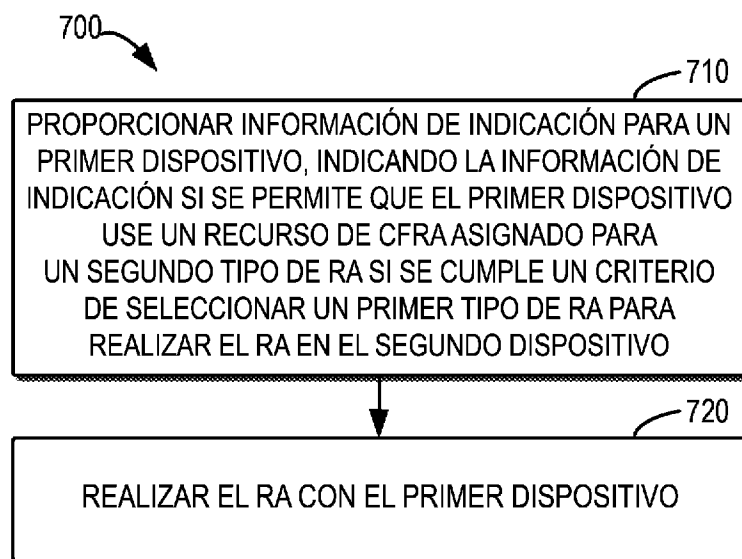 700
710
PROPORCIONAR INFORMACIÓN DE INDICACIÓN PARA UN
PRIMER DISPOSITIVO, INDICANDO LA INFORMACIÓN DE
INDICACIÓN SI SE PERMITE QUE EL PRIMER DISPOSITIVO
USE UN RECURSO DE CFRA ASIGNADO PARA
UN SEGUNDO TIPO DE RA SI SE CUMPLE UN CRITERIO
DE SELECCIONAR UN PRIMER TIPO DE RA PARA
REALIZAR EL RA EN EL SEGUNDO DISPOSITIVO
720
REALIZAR EL RA CON EL PRIMER DISPOSITIVO